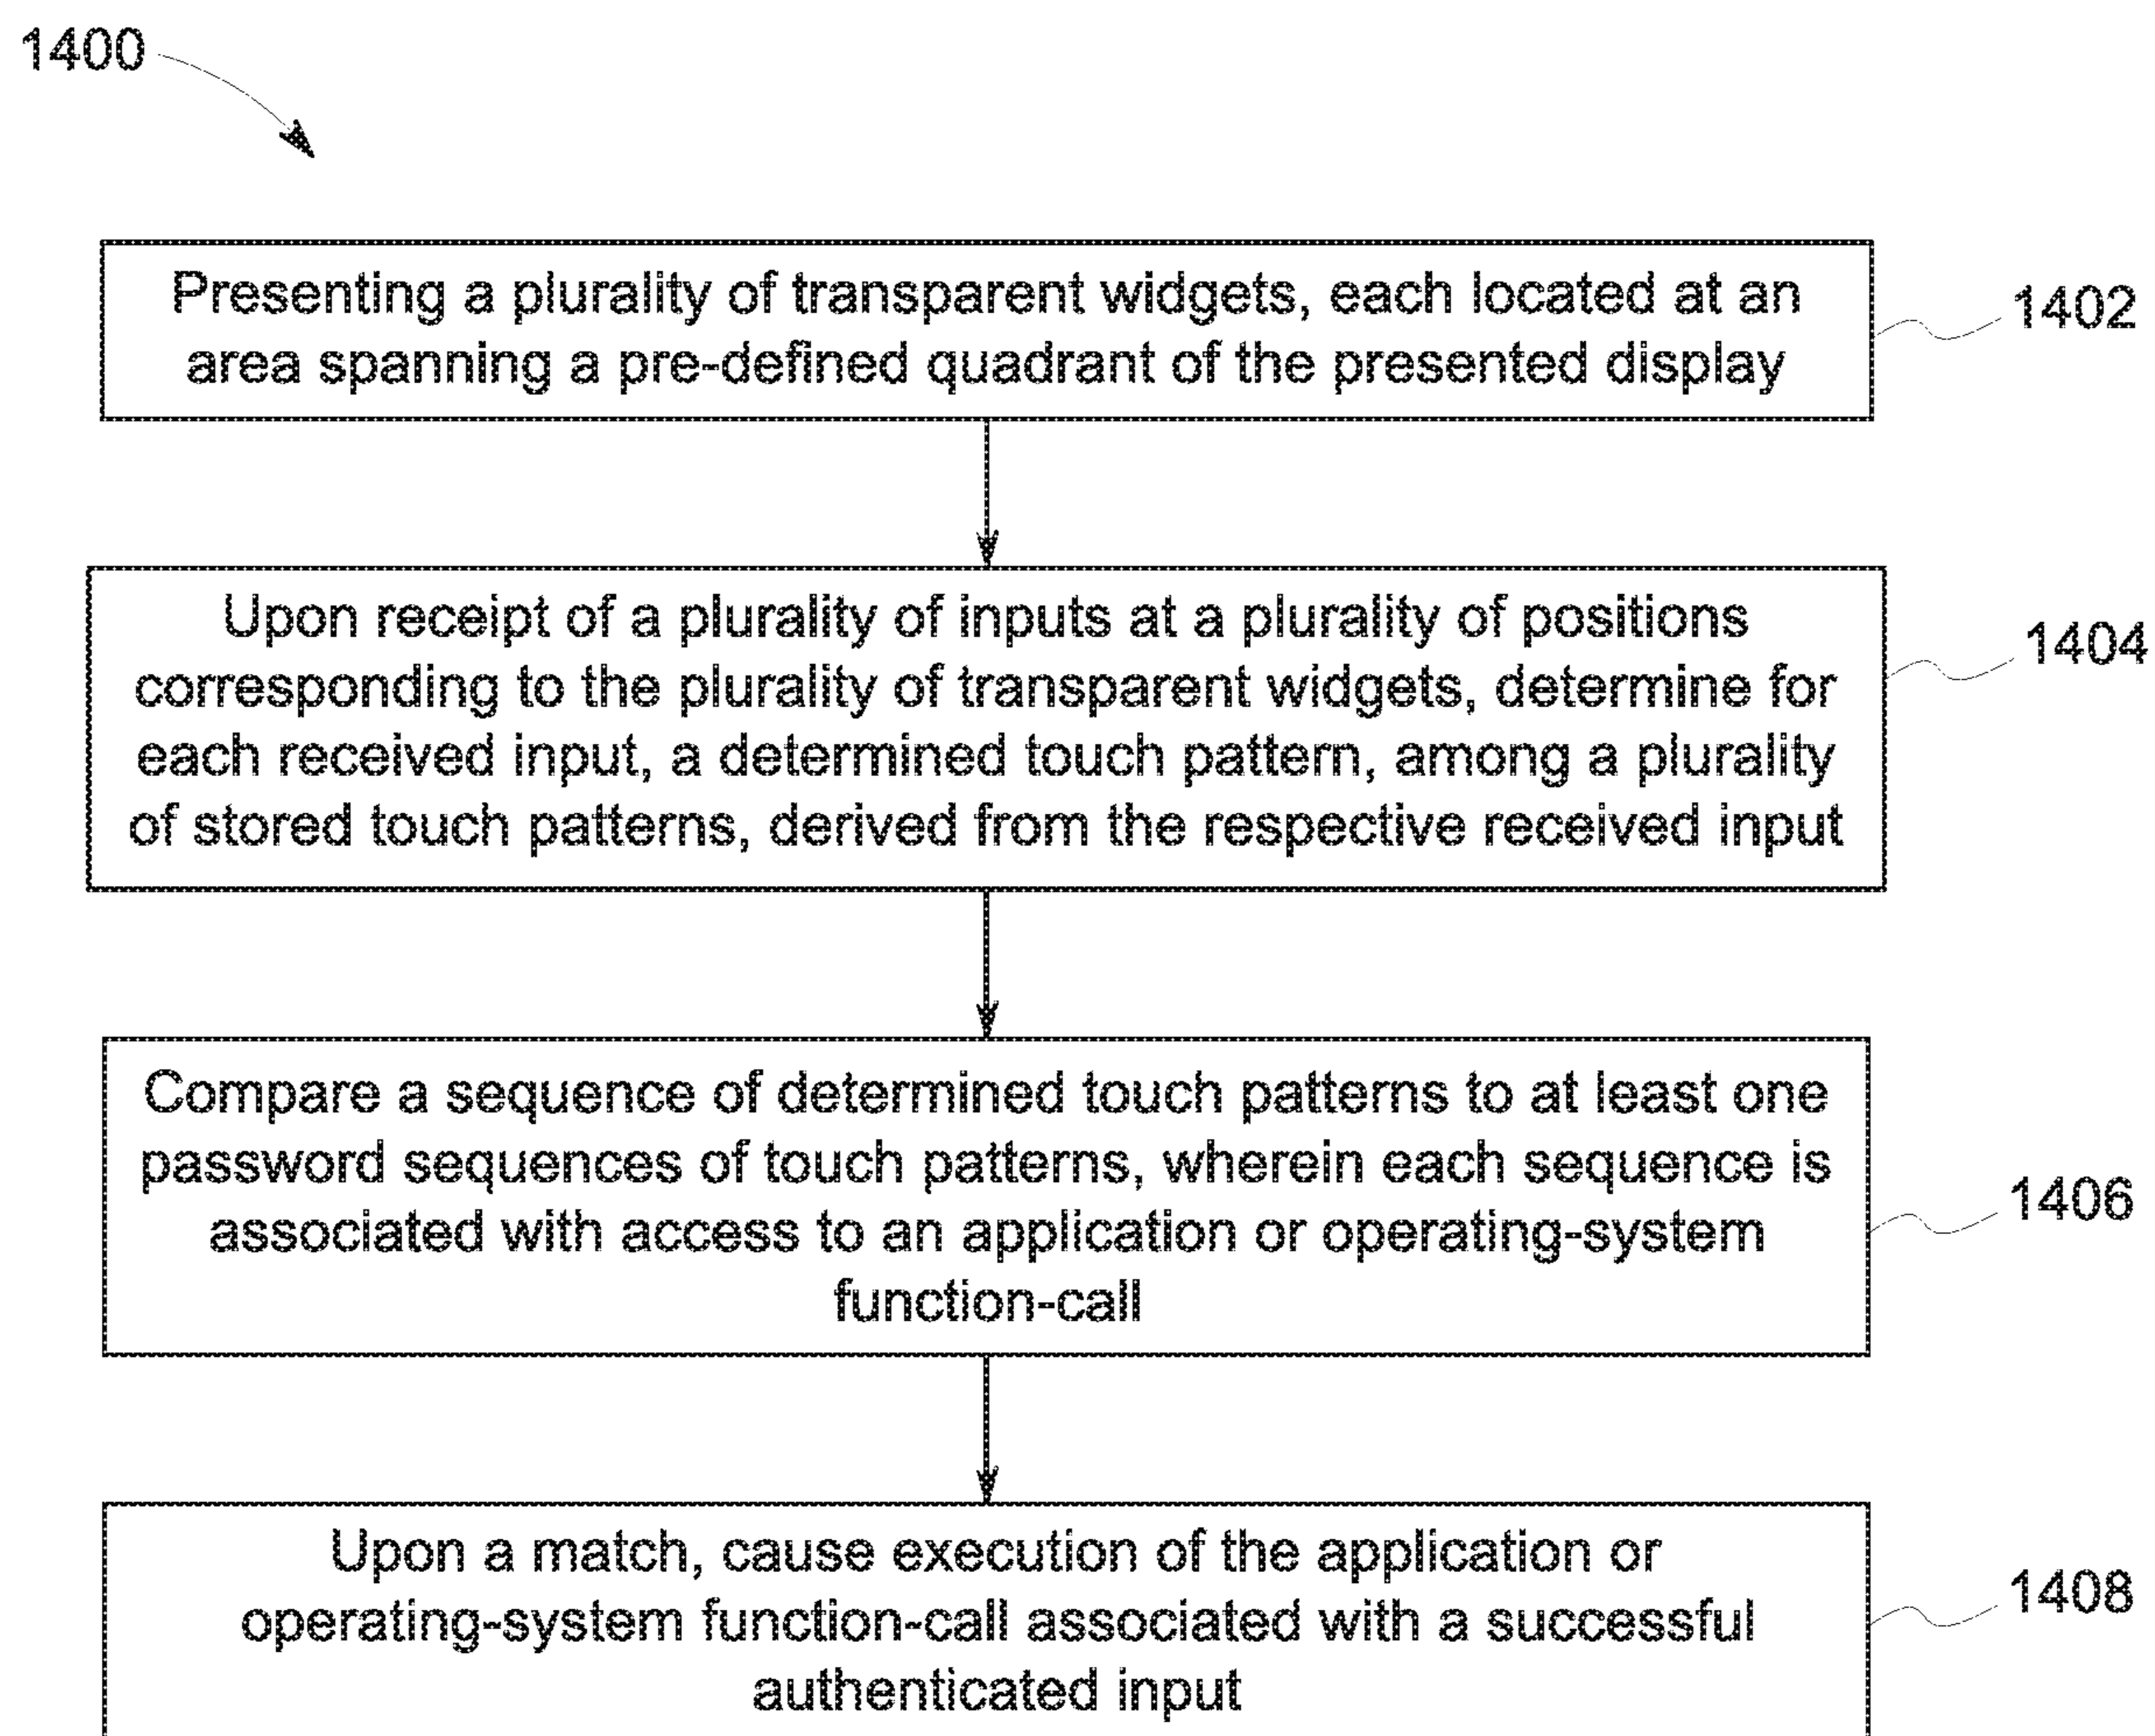 1400
Presenting a plurality of transparent widgets, each located at an
area spanning a pre-defined quadrant of the presented display
1402
Upon receipt of a plurality of inputs at a plurality of positions
corresponding to the plurality of transparent widgets, determine for
each received input, a determined touch pattern, among a plurality
of stored touch patterns, derived from the respective received input
1404
Compare a sequence of determined touch patterns to at least one
password sequences of touch patterns, wherein each sequence is
associated with access to an application or operating-system
function-call
1406
Upon a match, cause execution of the application or
operating-system function-call associated with a successful
authenticated input
1408